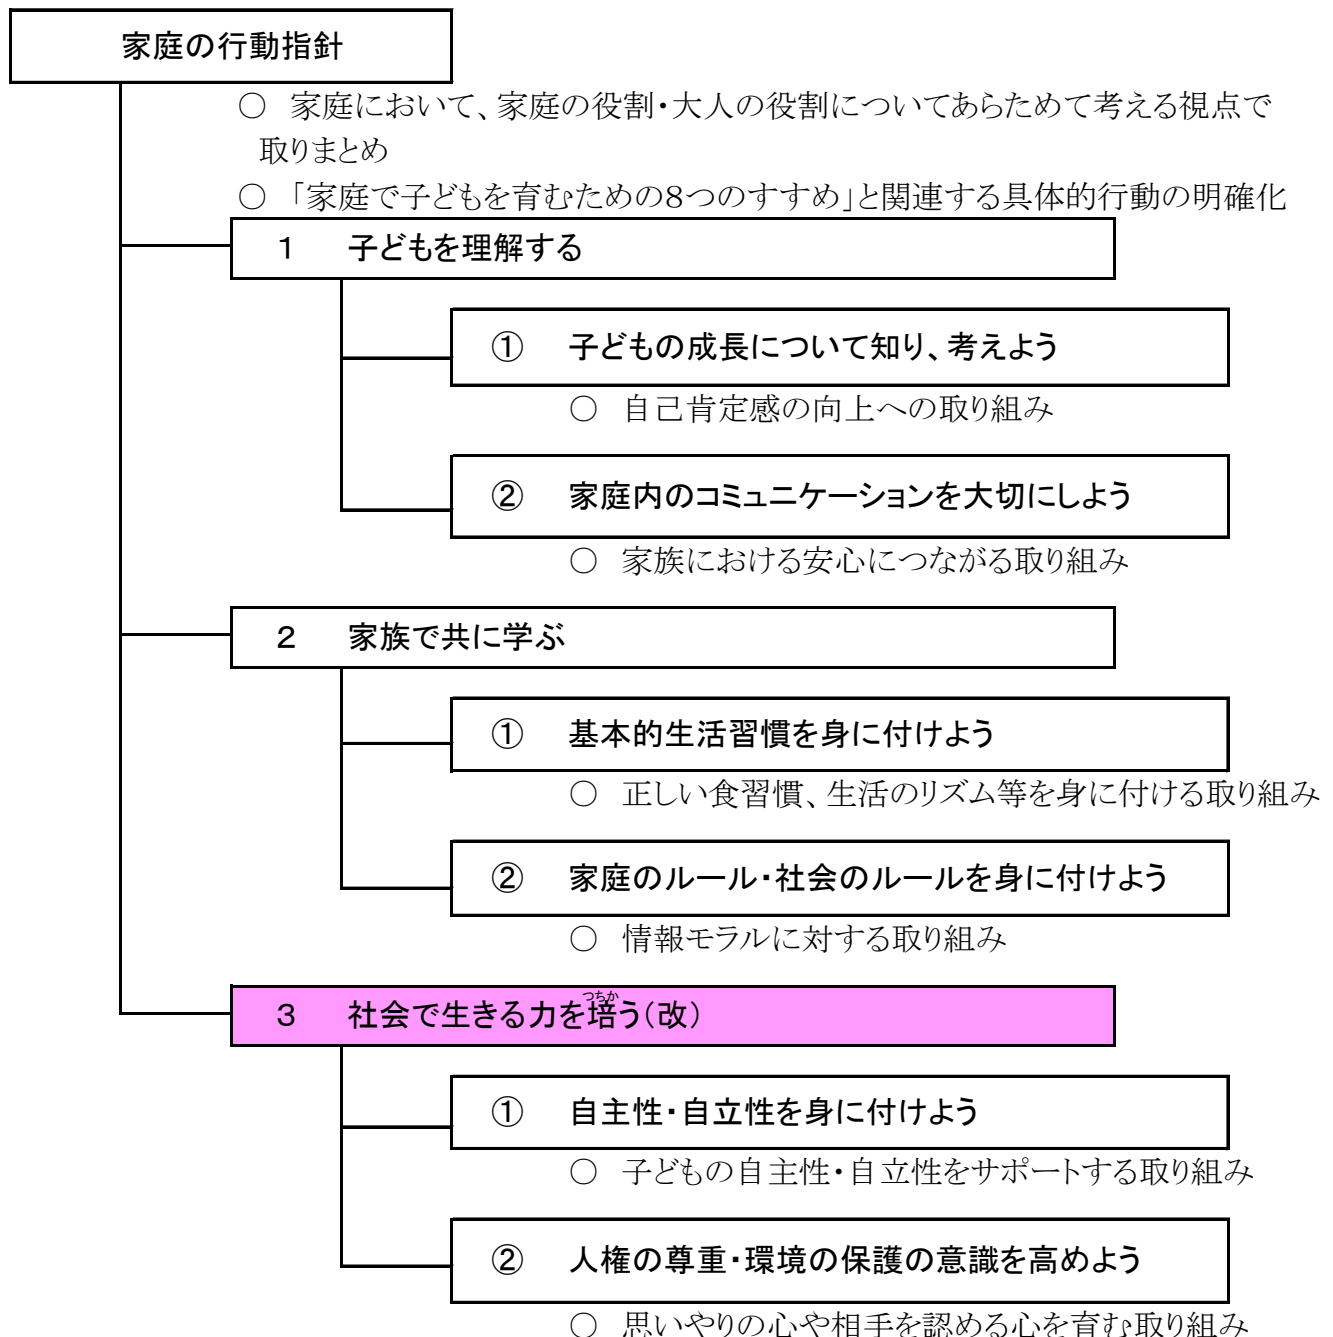 家庭の行動指針
○ 家庭において、家庭の役割・大人の役割についてあらためて考える視点で
取りまとめ
○ 「家庭で子どもを育むための8つのすすめ」と関連する具体的行動の明確化
1 子どもを理解する
① 子どもの成長について知り、考えよう
○ 自己肯定感の向上への取り組み
② 家庭内のコミュニケーションを大切にしよう
○ 家族における安心につながる取り組み
2 家族で共に学ぶ
① 基本的生活習慣を身に付けよう
○ 正しい食習慣、生活のリズム等を身に付ける取り組み
② 家庭のルール・社会のルールを身に付けよう
○ 情報モラルに対する取り組み
つちか
3 社会で生きる力を培う(改)
① 自主性・自立性を身に付けよう
○ 子どもの自主性・自立性をサポートする取り組み
② 人権の尊重・環境の保護の意識を高めよう
○ 思いやりの心や相手を認める心を育む取り組み